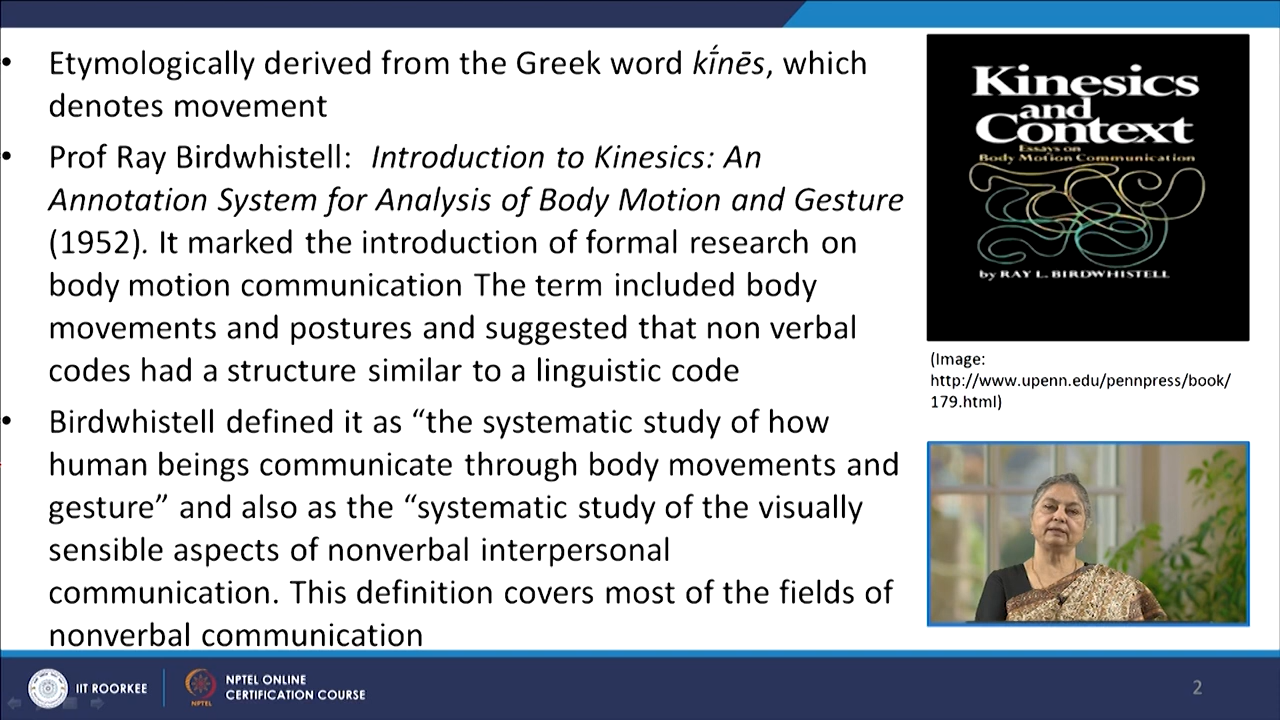 • Etymologically derived from the Greek word kī́nēs, which
denotes movement
• Prof Ray Birdwhistell: Introduction to Kinesics: An
Annotation System for Analysis of Body Motion and Gesture
(1952). It marked the introduction of formal research on
body motion communication The term included body
movements and postures and suggested that non verbal
codes had a structure similar to a linguistic code
• Birdwhistell defined it as “the systematic study of how
human beings communicate through body movements and
gesture” and also as the “systematic study of the visually
sensible aspects of nonverbal interpersonal
communication. This definition covers most of the fields of
nonverbal communication
Kinesics
and
Context
Essays on
Body Motion Communication
by RAY L. BIRDWHISTELL
(Image:
http://www.upenn.edu/pennpress/book/
179.html)
IIT ROORKEE
NPTEL
NPTEL ONLINE
CERTIFICATION COURSE
2